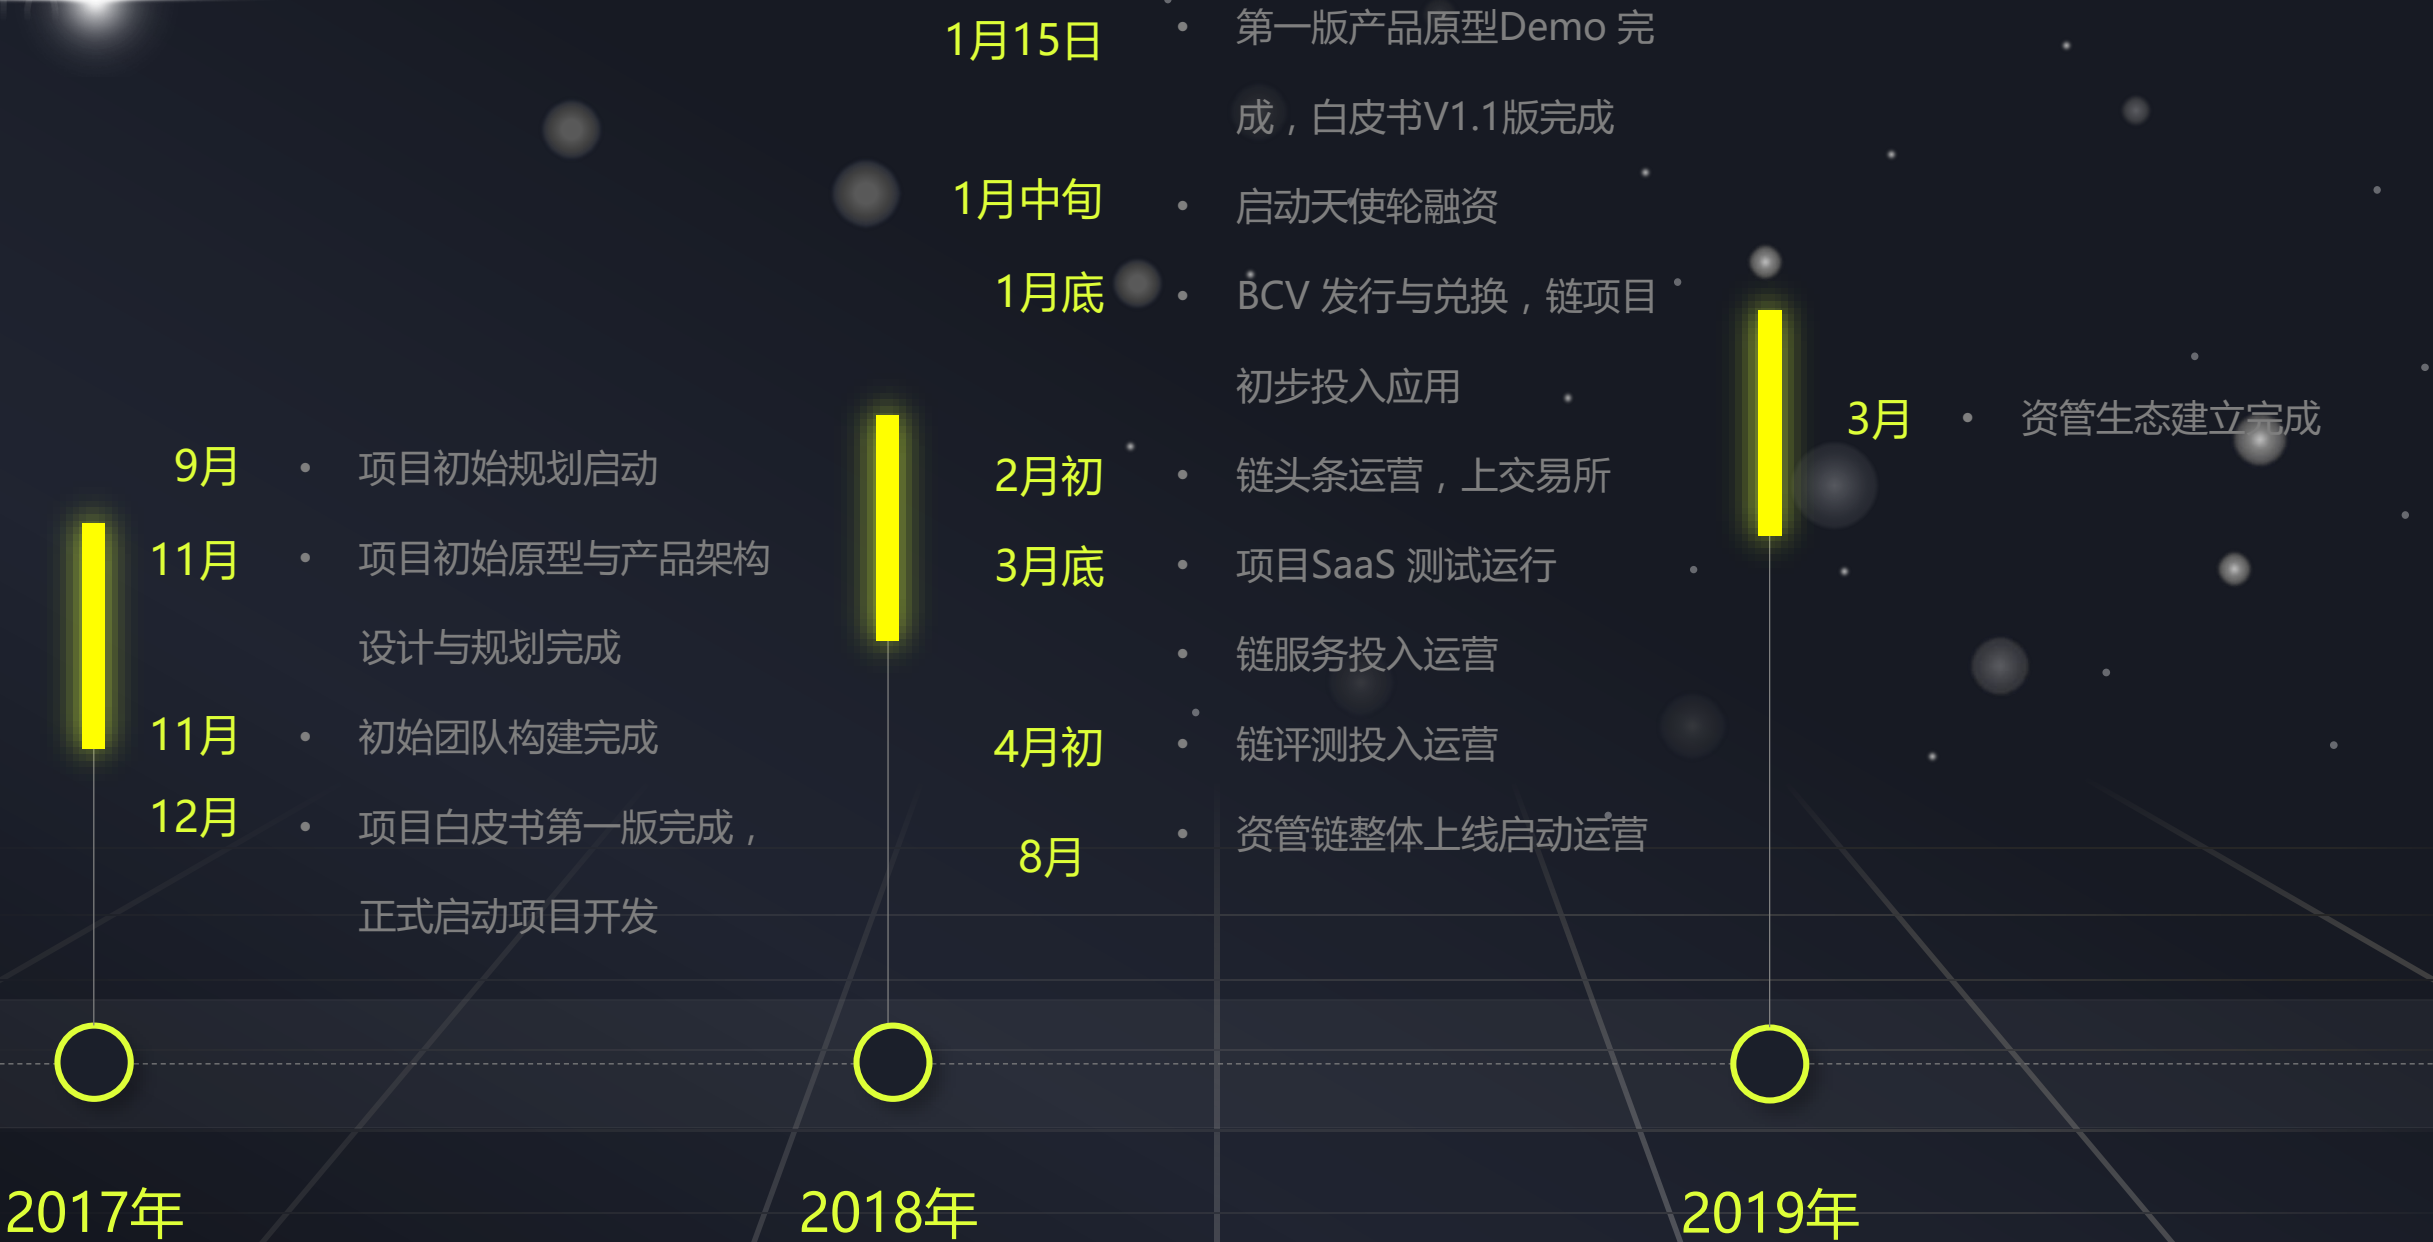 9月 • 项目初始规划启动
11月 • 项目初始原型与产品架构
设计与规划完成
11月 • 初始团队构建完成
12月 • 项目白皮书第一版完成，
正式启动项目开发
2017年
1月15日 • 第一版产品原型Demo 完
成，白皮书V1.1版完成
1月中旬 • 启动天使轮融资
1月底 • BCV 发行与兑换，链项目
初步投入应用
2月初 • 链头条运营，上交易所
3月底 • 项目SaaS 测试运行
• 链服务投入运营
4月初 • 链评测投入运营
8月 • 资管链整体上线启动运营
2018年
3月 • 资管生态建立完成
2019年